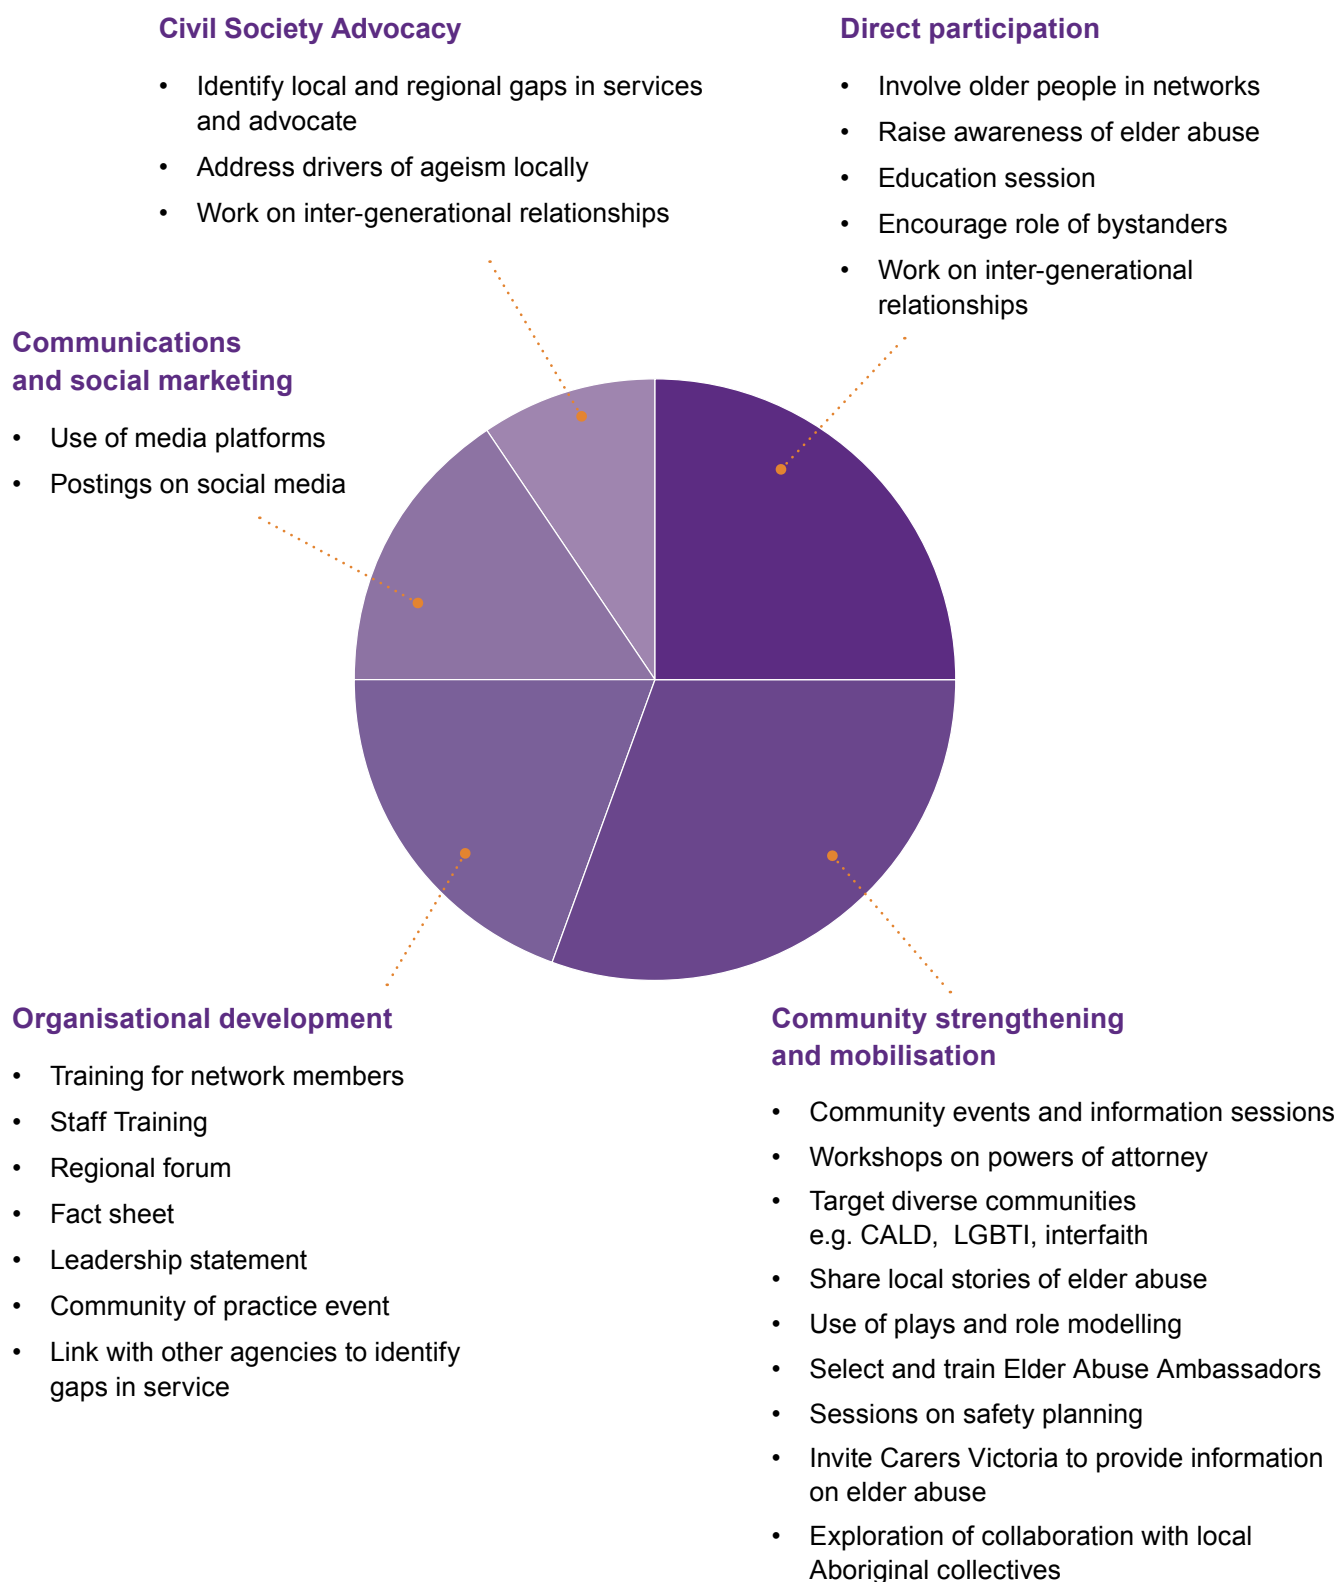 Civil Society Advocacy
• Identify local and regional gaps in services
and advocate
• Address drivers of ageism locally
• Work on inter-generational relationships
Direct participation
• Involve older people in networks
• Raise awareness of elder abuse
• Education session
• Encourage role of bystanders
• Work on inter-generational
relationships
Communications
and social marketing
• Use of media platforms
• Postings on social media
Organisational development
• Training for network members
• Staff Training
• Regional forum
• Fact sheet
• Leadership statement
• Community of practice event
• Link with other agencies to identify
gaps in service
Community strengthening
and mobilisation
• Community events and information sessions
• Workshops on powers of attorney
• Target diverse communities
e.g. CALD, LGBTI, interfaith
• Share local stories of elder abuse
• Use of plays and role modelling
• Select and train Elder Abuse Ambassadors
• Sessions on safety planning
• Invite Carers Victoria to provide information
on elder abuse
• Exploration of collaboration with local
Aboriginal collectives